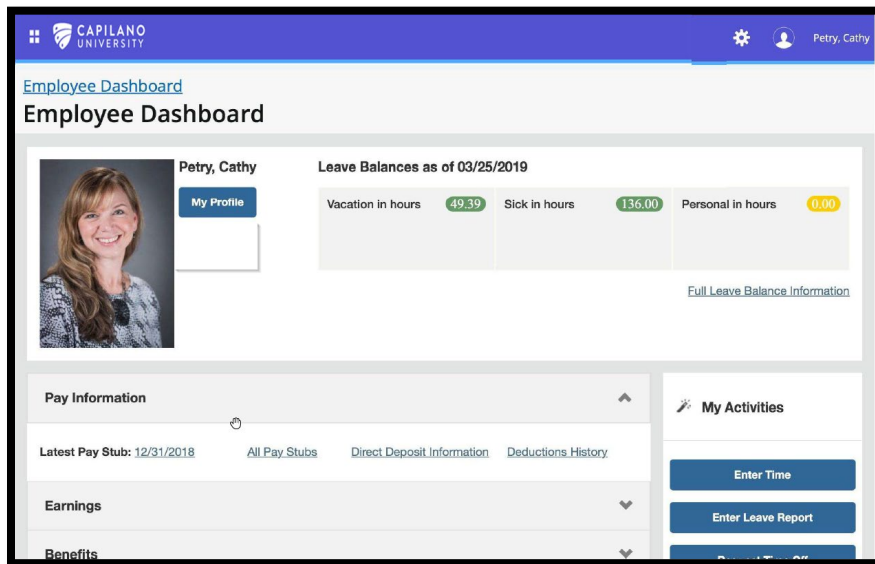 CAPILANO
UNIVERSITY
Petry, Cathy
Employee Dashboard
Employee Dashboard
Petry, Cathy
My Profile
Leave Balances as of 03/25/2019
Vacation in hours 49.39 Sick in hours 136.00 Personal in hours 0.00
Full Leave Balance Information
Pay Information
Latest Pay Stub: 12/31/2018 All Pay Stubs Direct Deposit Information Deductions History
Earnings
Benefits
My Activities
Enter Time
Enter Leave Report
Request Time Off